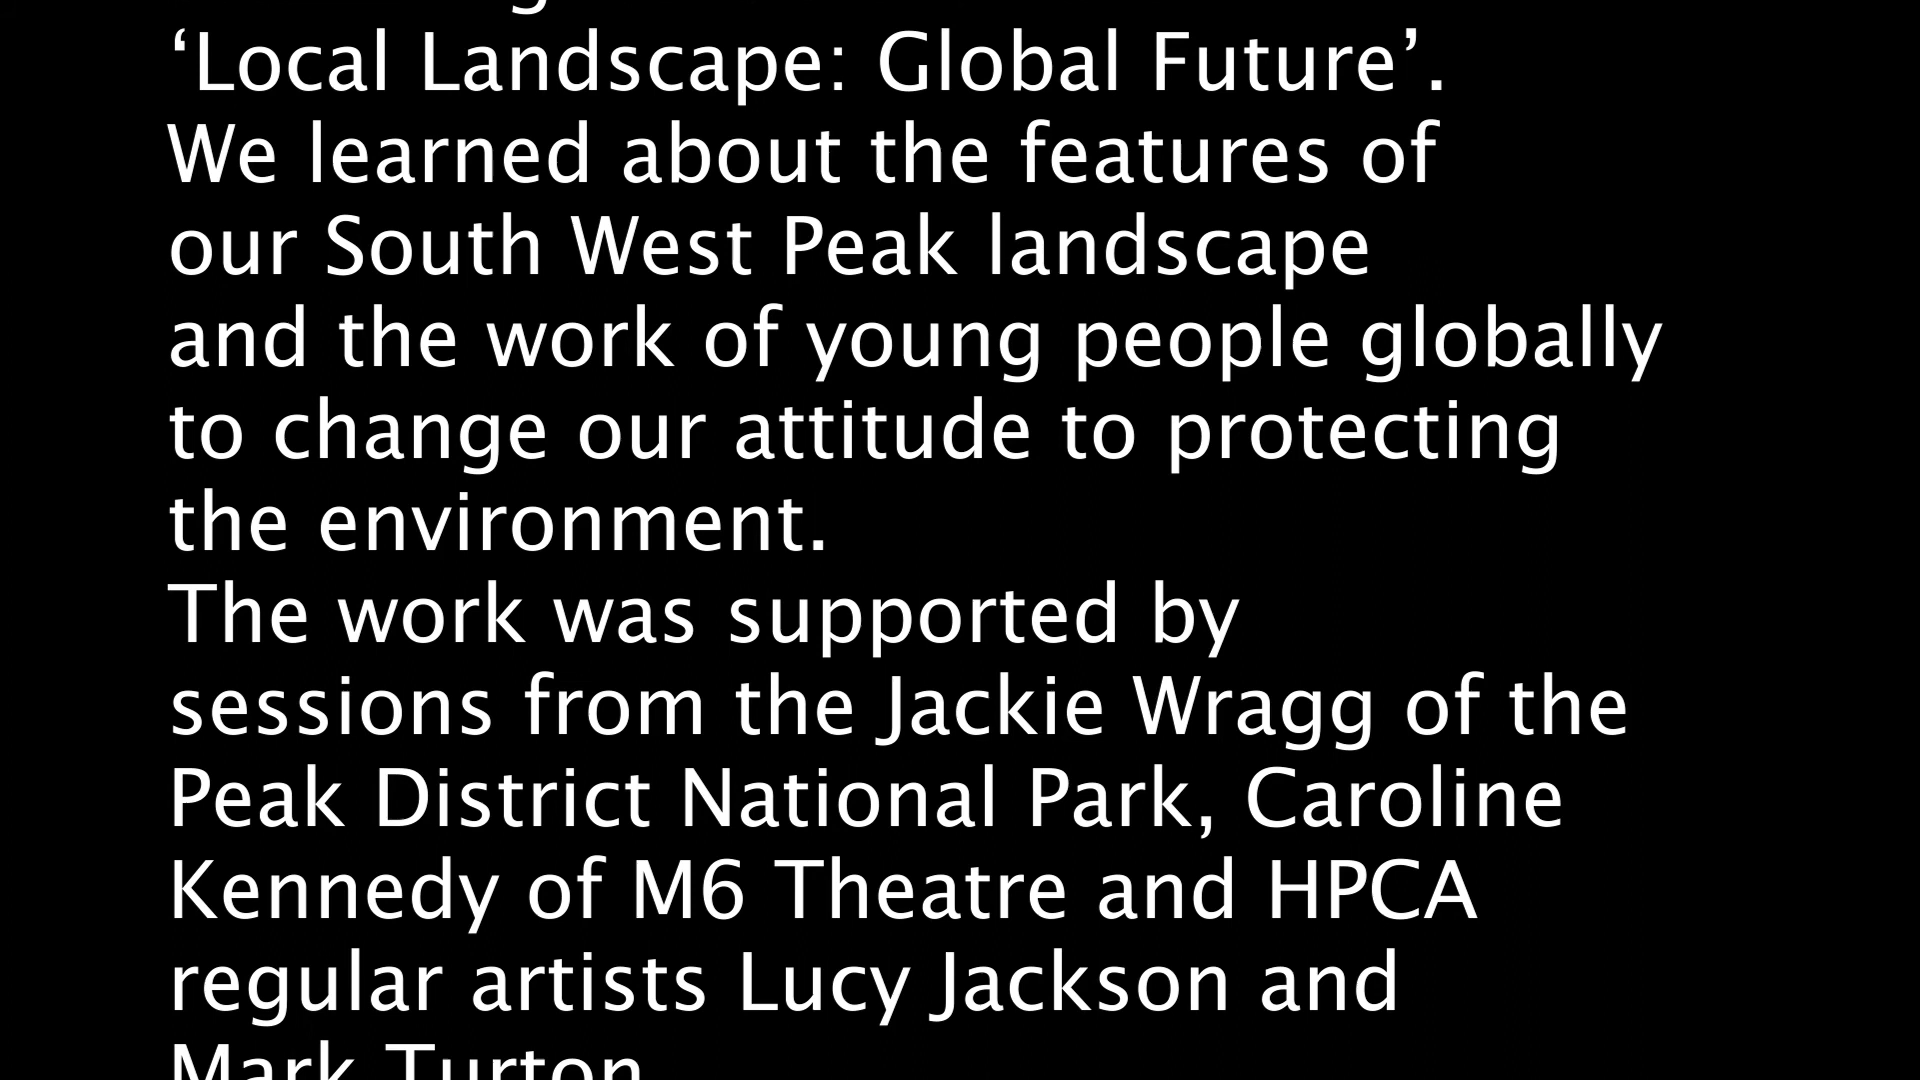 ‘Local Landscape: Global Future’.
We learned about the features of
our South West Peak landscape
and the work of young people globally
to change our attitude to protecting
the environment.
The work was supported by
sessions from the Jackie Wragg of the
Peak District National Park, Caroline
Kennedy of M6 Theatre and HPCA
regular artists Lucy Jackson and
Mark Turton